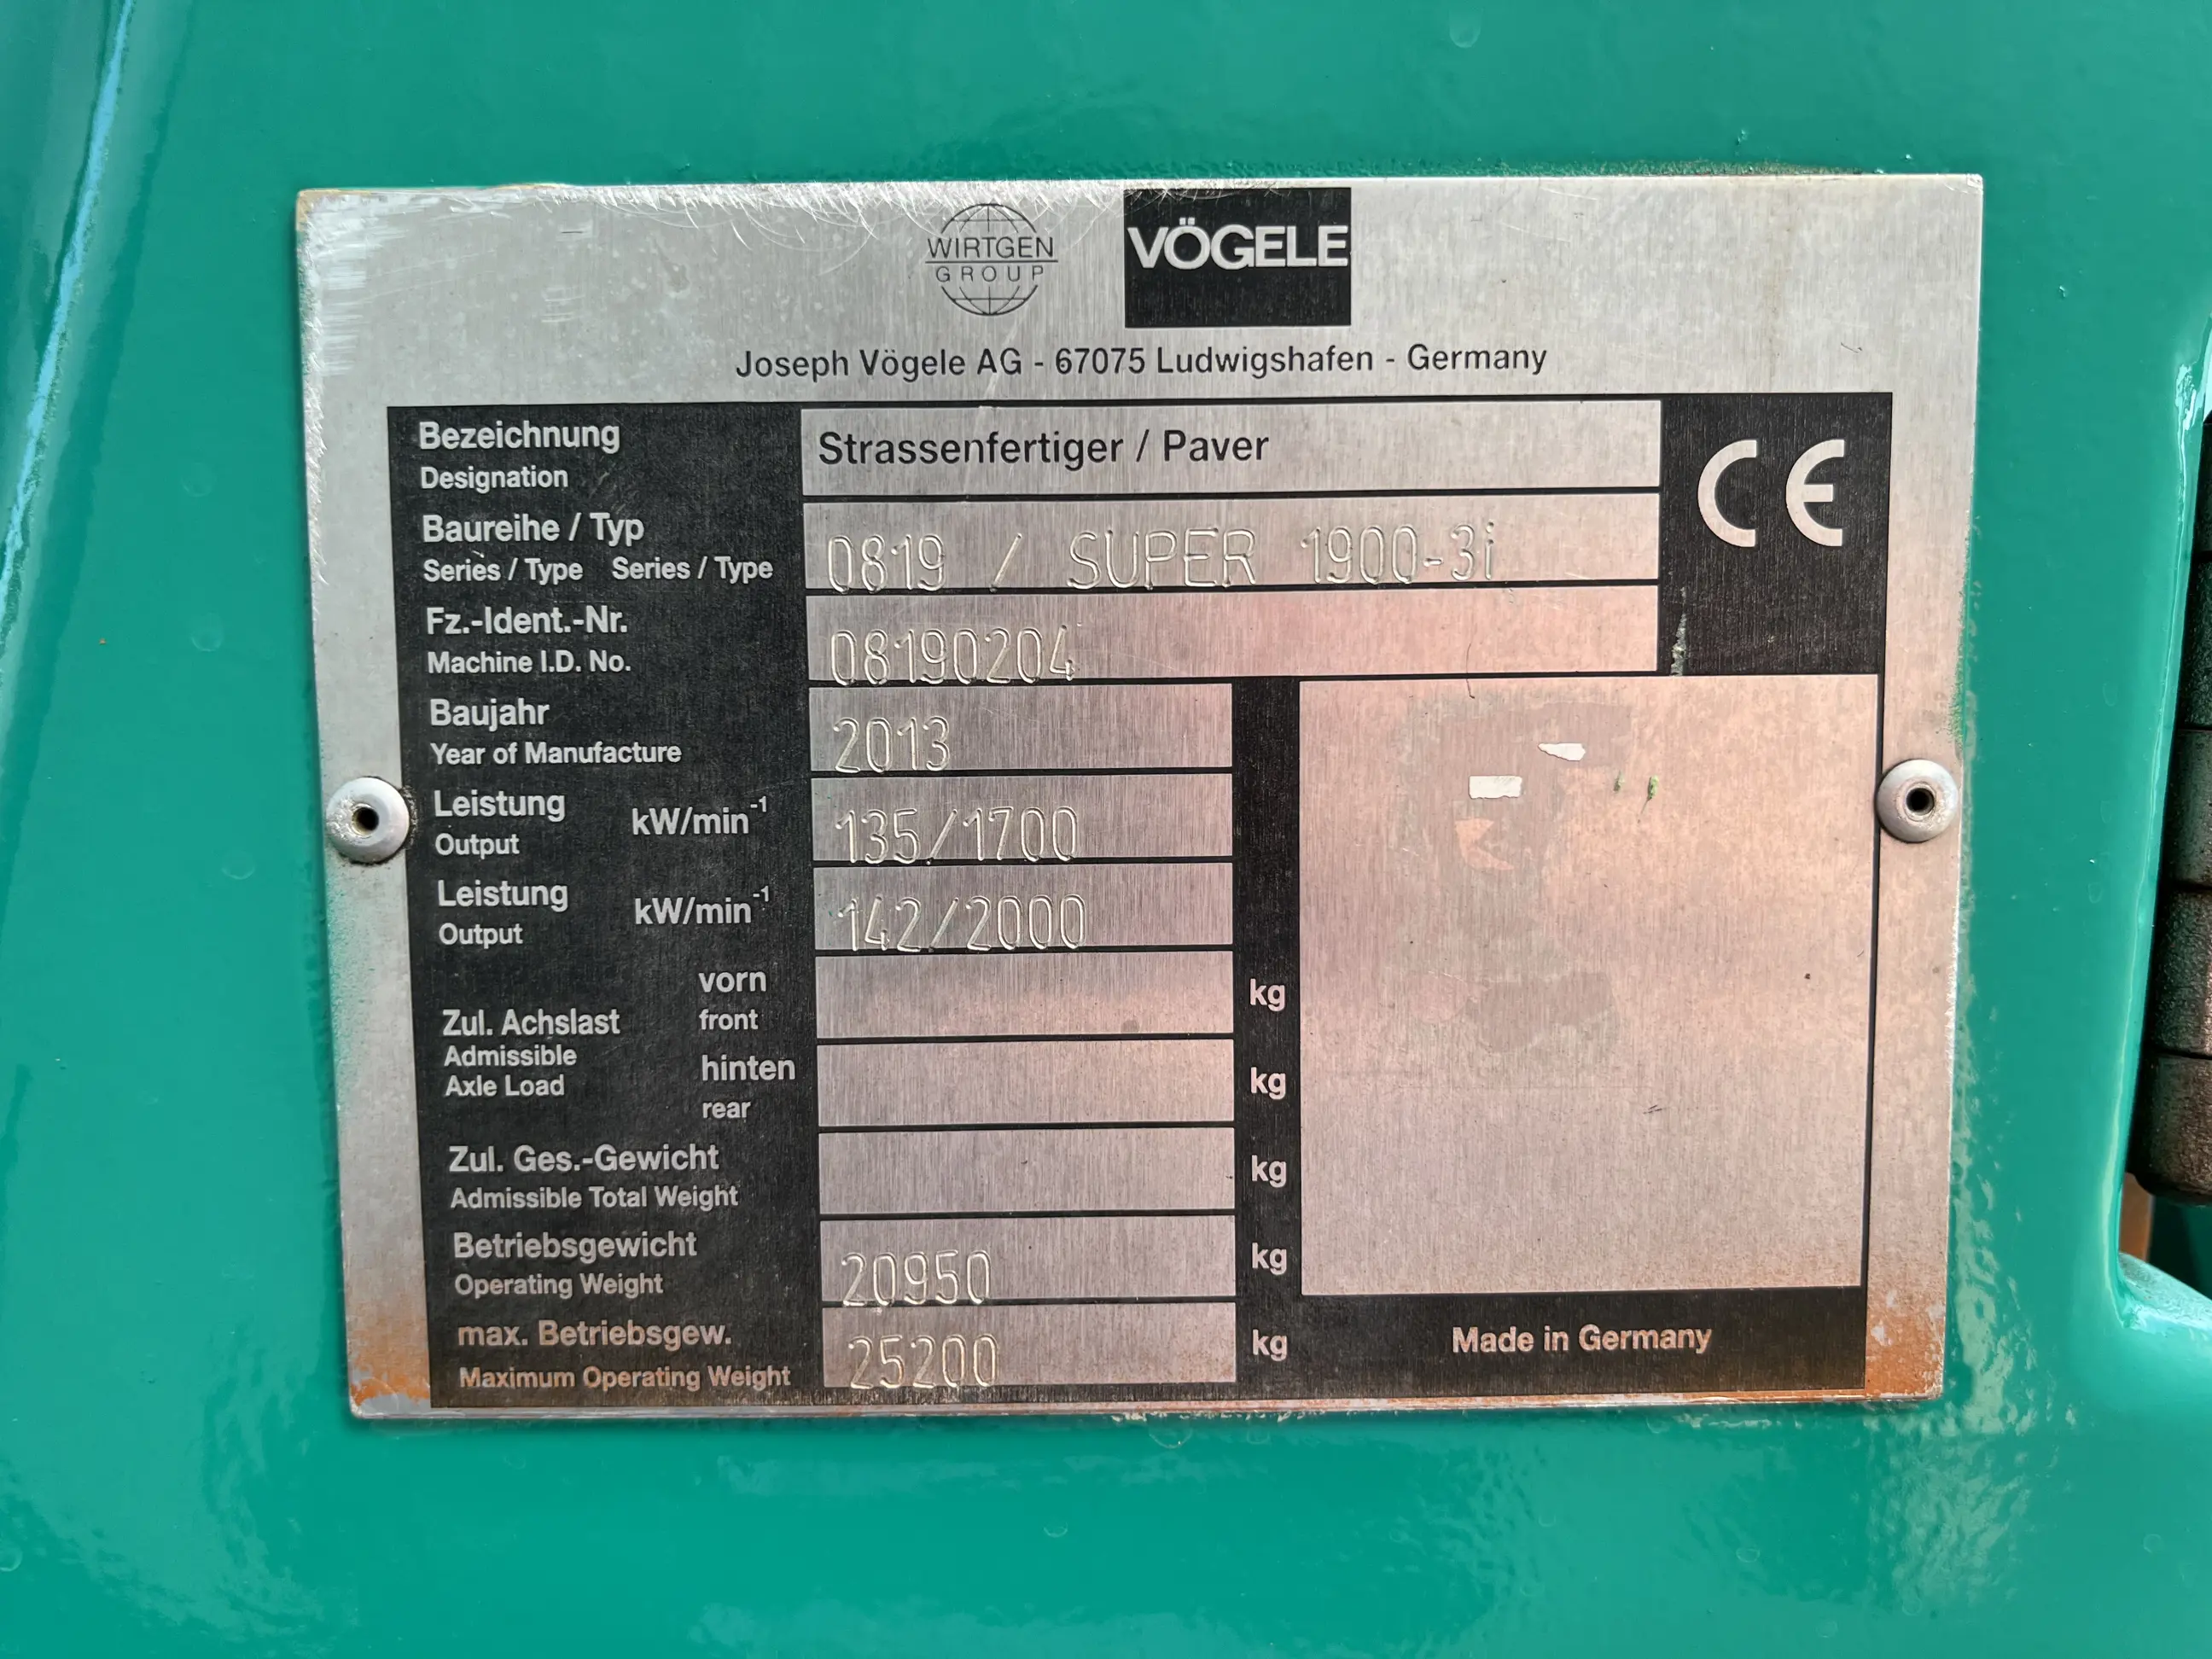 WIRTGEN
GROUP
VÖGELE
Joseph Vögele AG - 67075 Ludwigshafen - Germany
Bezeichnung
Designation
Strassenfertiger / Paver
CE
Baureihe / Typ
Series / Type Series / Type
0819 / SUPER 1900-3i
Fz.-Ident.-Nr.
Machine I.D. No.
08190204
Baujahr
Year of Manufacture
2013
Leistung
Output
kW/min⁻¹
135/1700
Leistung
Output
kW/min⁻¹
142/2000
Zul. Achslast
Admissible
Axle Load
vorn
front
kg
hinten
rear
kg
Zul. Ges.-Gewicht
Admissible Total Weight
kg
Betriebsgewicht
Operating Weight
20950
kg
max. Betriebsgew.
Maximum Operating Weight
25200
kg
Made in Germany